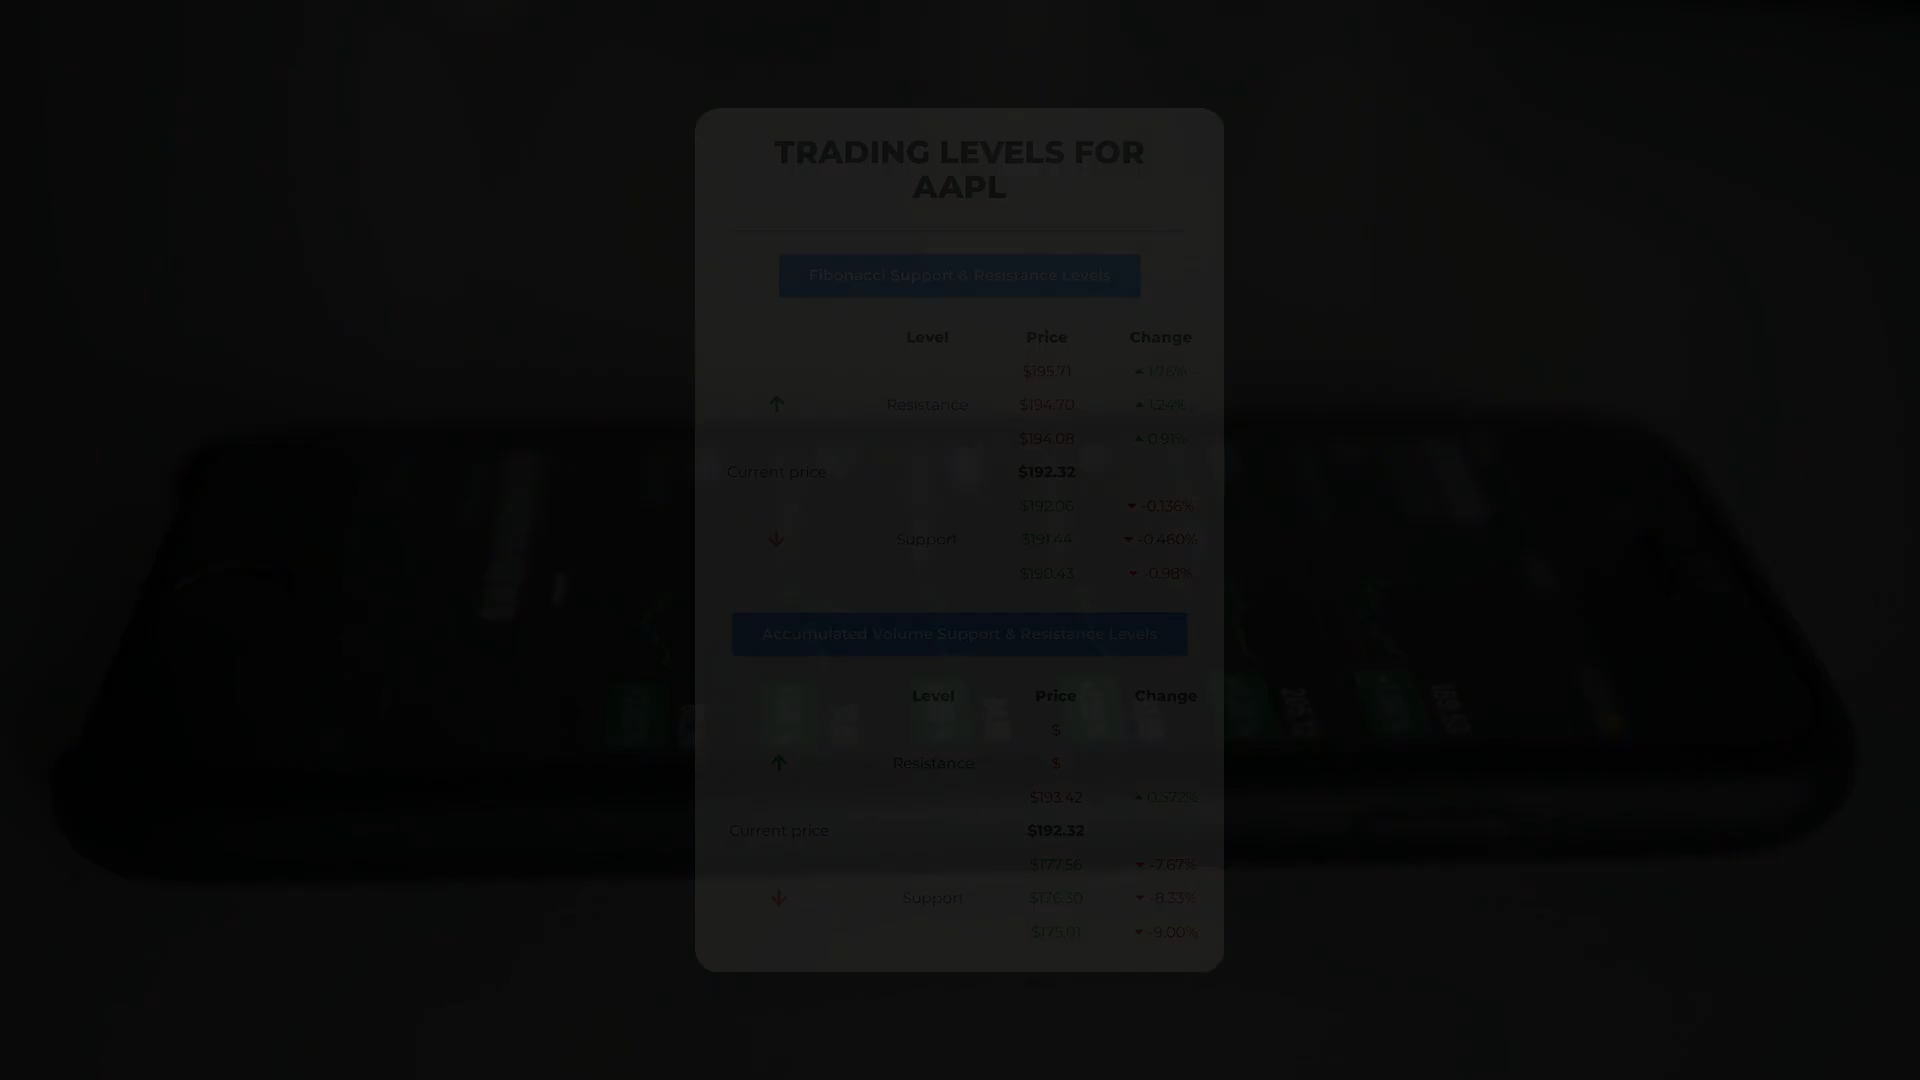 TRADING LEVELS FOR
AAPL
Fibonacci Support & Resistance Levels
Level Price Change
$195.71 ▲ 1.76%
↑ Resistance $194.70 ▲ 1.24%
$194.08 ▲ 0.91%
Current price $192.32
$192.06 ▼ -0.136%
↓ Support $191.44 ▼ -0.460%
$190.43 ▼ -0.98%
Accumulated Volume Support & Resistance Levels
Level Price Change
$
↑ Resistance $
$193.42 ▲ 0.572%
Current price $192.32
$177.56 ▼ -7.67%
↓ Support $176.30 ▼ -8.33%
$175.01 ▼ -9.00%